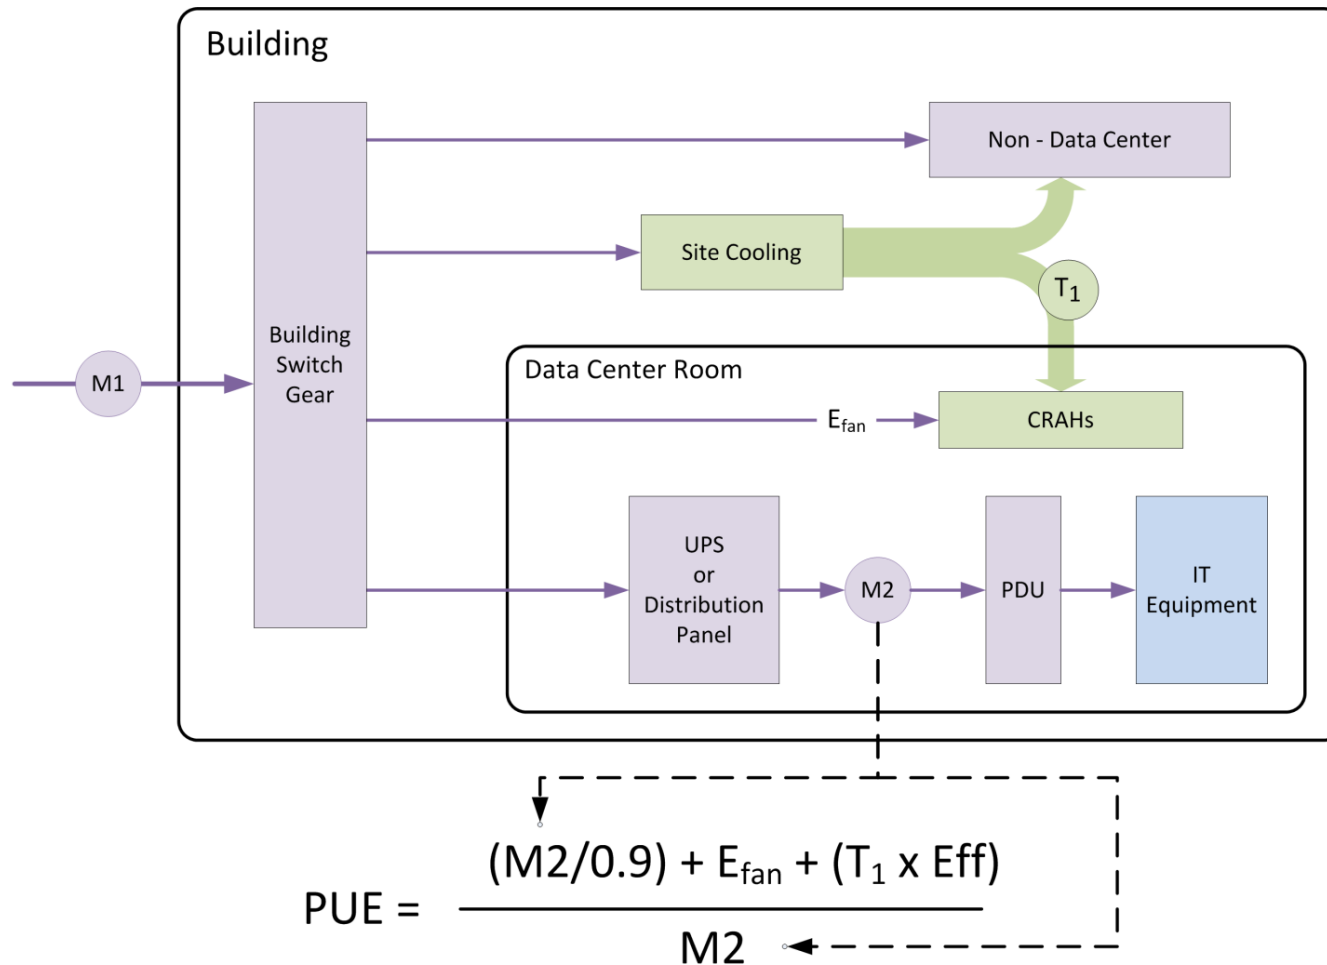 Building
Non - Data Center
Site Cooling
T1
Building
Switch
Gear
M1
Data Center Room
Efan
CRAHs
UPS
or
Distribution
Panel
M2
PDU
IT
Equipment
PUE = (M2/0.9) + Efan + (T1 x Eff)
M2